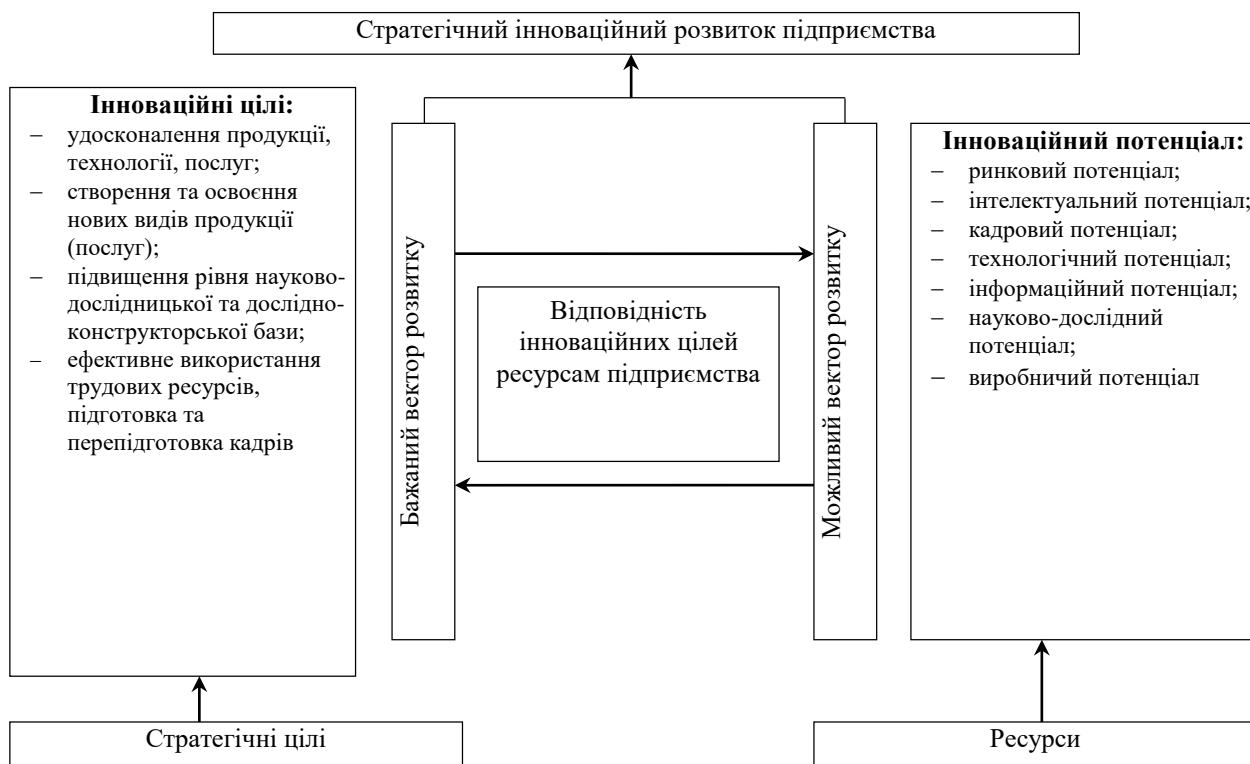 Стратегічний інноваційний розвиток підприємства
Інноваційні цілі:
– удосконалення продукції,
технології, послуг;
– створення та освоєння
нових видів продукції
(послуг);
– підвищення рівня науково-
дослідницької та дослідно-
конструкторської бази;
– ефективне використання
трудових ресурсів,
підготовка та
перепідготовка кадрів
Бажаний вектор розвитку
Відповідність
інноваційних цілей
ресурсам підприємства
Можливий вектор розвитку
Інноваційний потенціал:
– ринковий потенціал;
– інтелектуальний потенціал;
– кадровий потенціал;
– технологічний потенціал;
– інформаційний потенціал;
– науково-дослідний
потенціал;
– виробничий потенціал
Стратегічні цілі
Ресурси